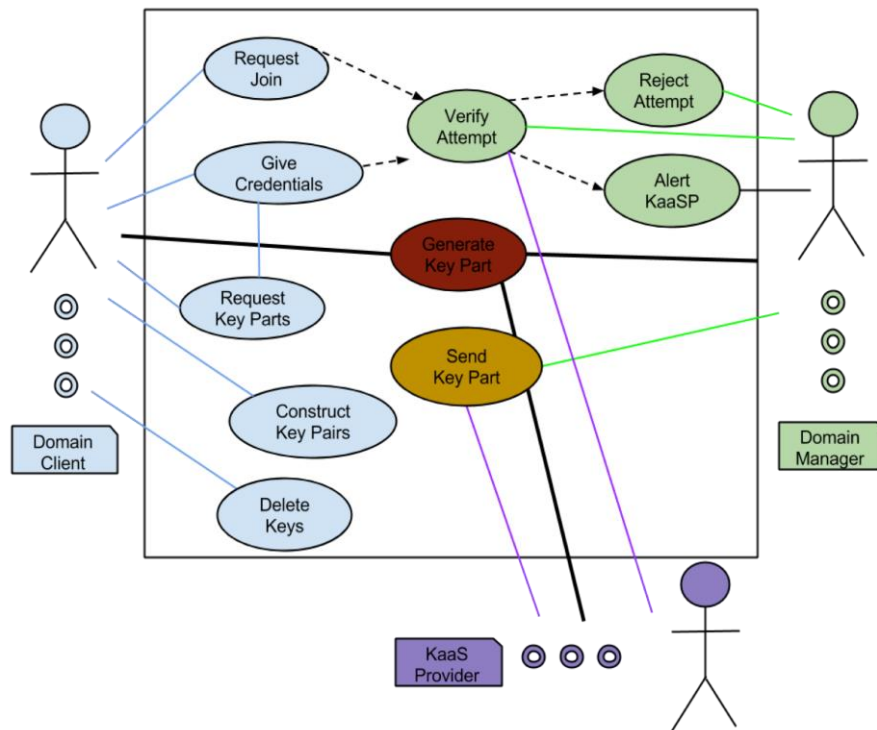 Request
Join
Verify
Attempt
Reject
Attempt
Give
Credentials
Alert
KaaSP
Generate
Key Part
Request
Key Parts
Send
Key Part
Construct
Key Pairs
Domain
Client
Domain
Manager
Delete
Keys
KaaS
Provider